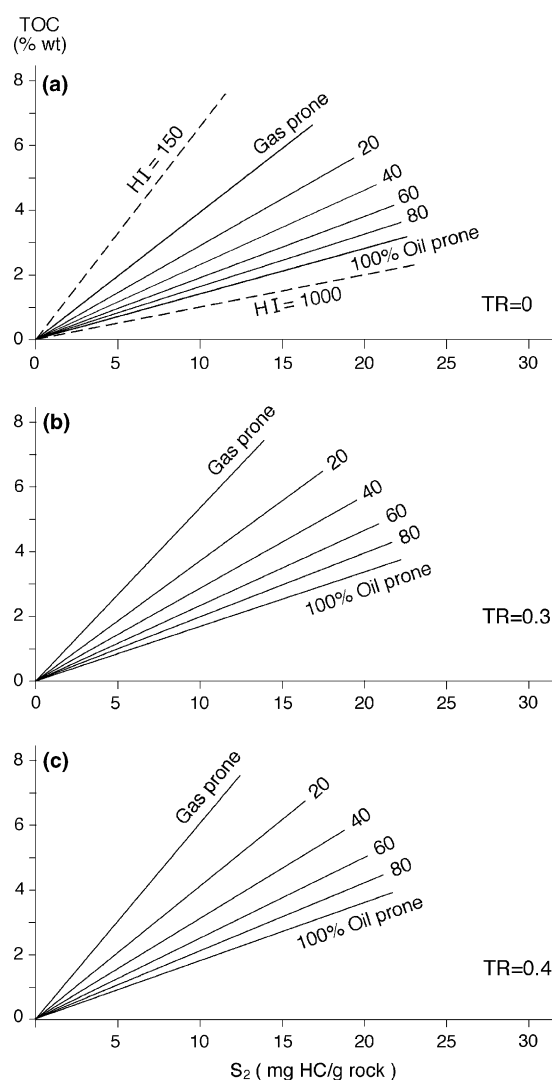 TOC
(% wt)
(a)
8
6
4
2
0
HI = 150
Gas prone
20
40
60
80
100% Oil prone
HI = 1000
TR=0
0 5 10 15 20 25 30
(b)
8
6
4
2
0
Gas prone
20
40
60
80
100% Oil prone
TR=0.3
0 5 10 15 20 25 30
(c)
8
6
4
2
0
Gas prone
20
40
60
80
100% Oil prone
TR=0.4
0 5 10 15 20 25 30
S₂ ( mg HC/g rock )